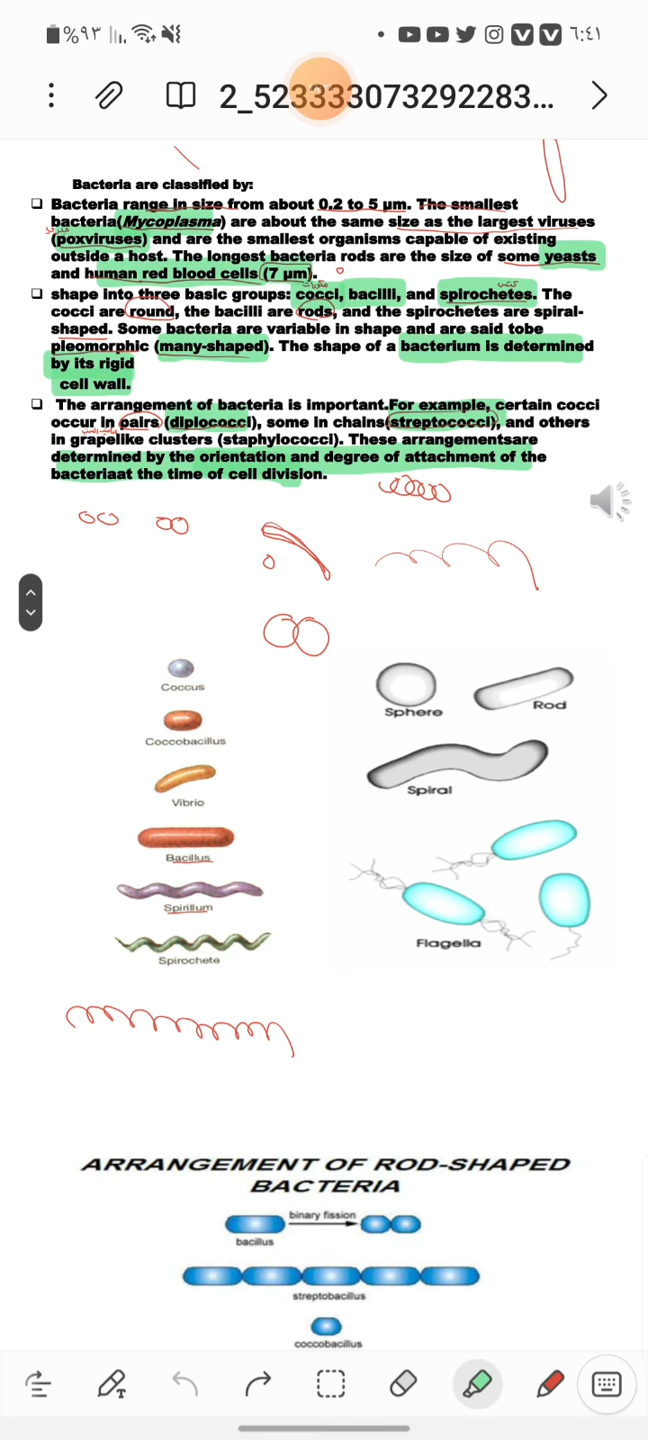 %٩٣ ٦:٤١
2_523333073292283...
Bacteria are classified by:
❑ Bacteria range in size from about 0.2 to 5 µm. The smallest
bacteria(Mycoplasma) are about the same size as the largest viruses
(poxviruses) and are the smallest organisms capable of existing
outside a host. The longest bacteria rods are the size of some yeasts
and human red blood cells (7 µm).
❑ shape into three basic groups: cocci, bacilli, and spirochetes. The
cocci are round, the bacilli are rods, and the spirochetes are spiral-
shaped. Some bacteria are variable in shape and are said tobe
pleomorphic (many-shaped). The shape of a bacterium is determined
by its rigid
cell wall.
❑ The arrangement of bacteria is important.For example, certain cocci
occur in pairs (diplococci), some in chains(streptococci), and others
in grapelike clusters (staphylococci). These arrangementsare
determined by the orientation and degree of attachment of the
bacteriaat the time of cell division.
Coccus
Coccobacillus
Vibrio
Bacillus
Spirillum
Spirochete
Sphere
Rod
Spiral
Flagella
ARRANGEMENT OF ROD-SHAPED
BACTERIA
binary fission
bacillus
streptobacillus
coccobacillus